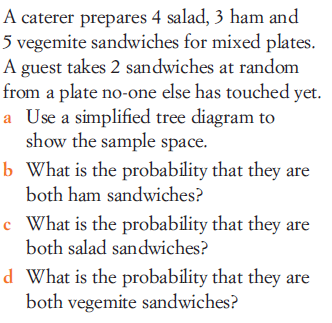 A caterer prepares 4 salad, 3 ham and
5 vegemite sandwiches for mixed plates.
A guest takes 2 sandwiches at random
from a plate no-one else has touched yet.
a Use a simplified tree diagram to
show the sample space.
b What is the probability that they are
both ham sandwiches?
c What is the probability that they are
both salad sandwiches?
d What is the probability that they are
both vegemite sandwiches?